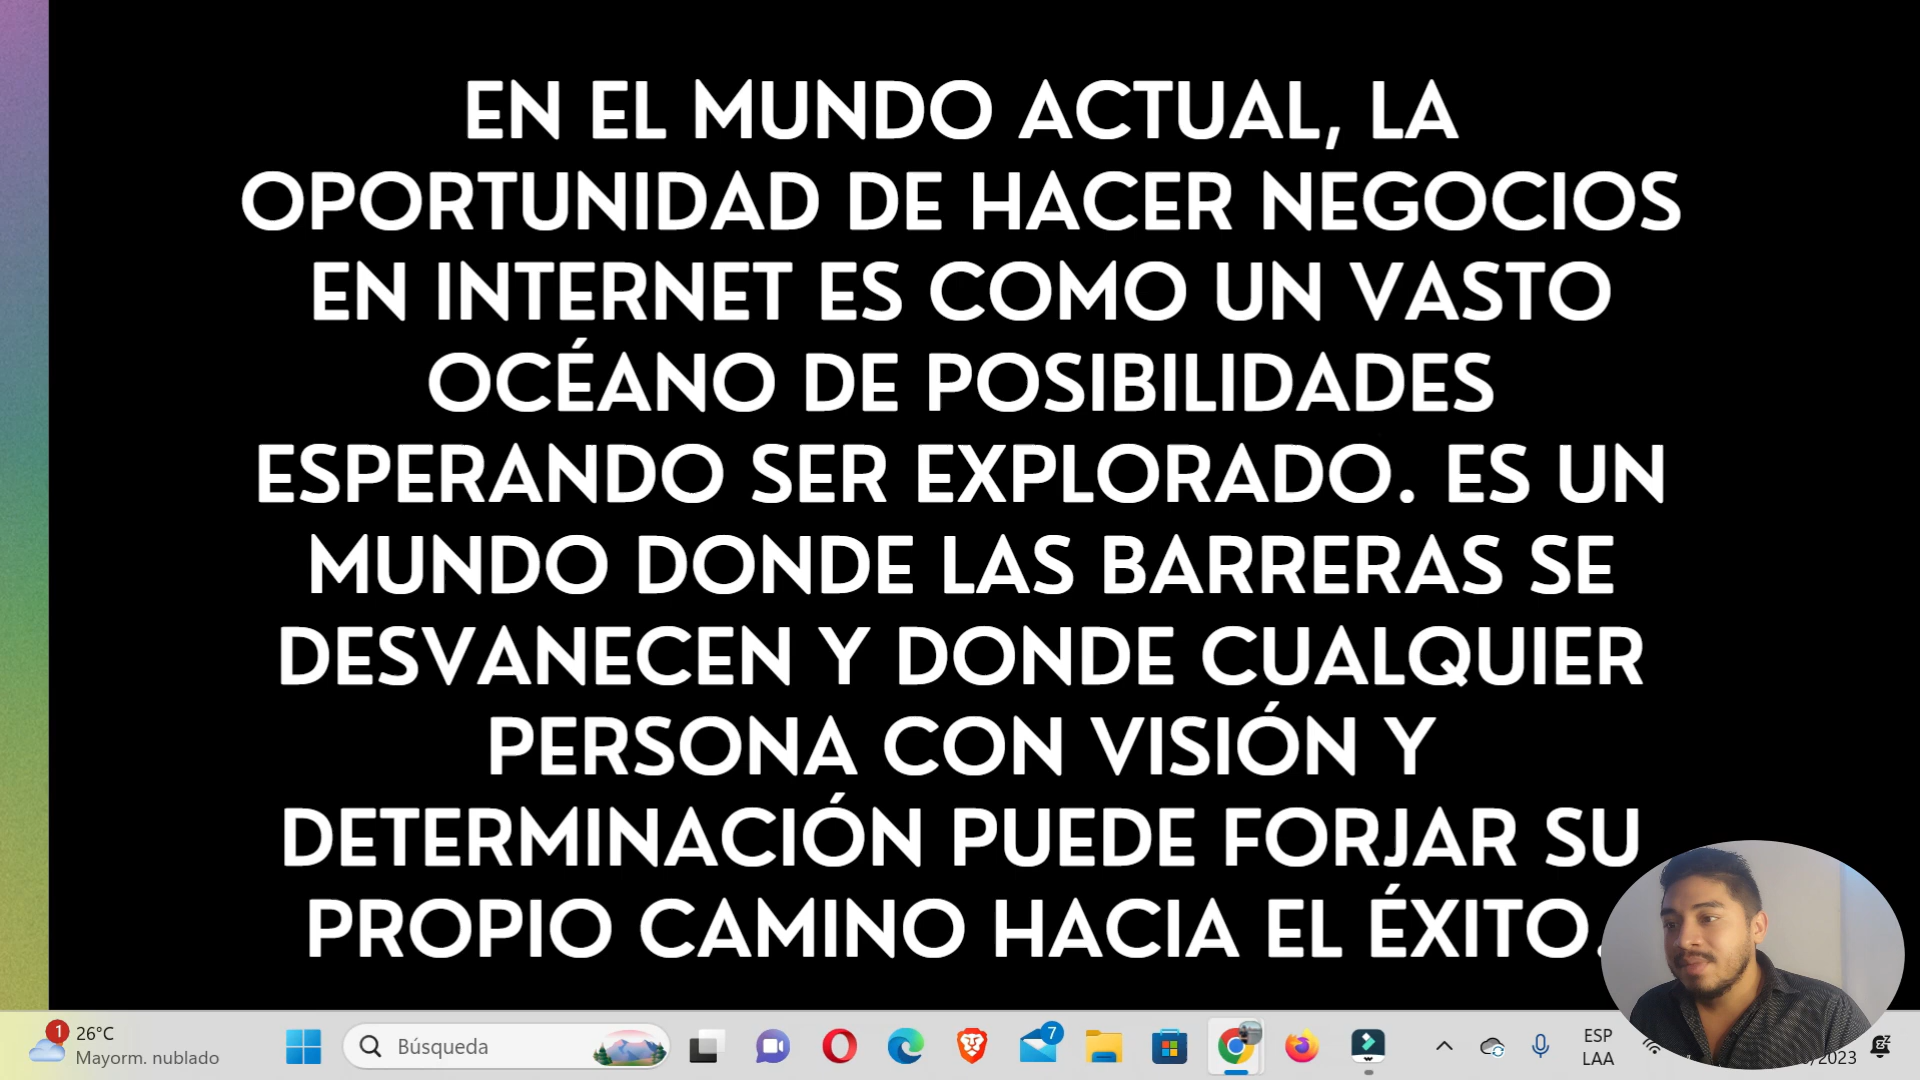 EN EL MUNDO ACTUAL, LA
OPORTUNIDAD DE HACER NEGOCIOS
EN INTERNET ES COMO UN VASTO
OCÉANO DE POSIBILIDADES
ESPERANDO SER EXPLORADO. ES UN
MUNDO DONDE LAS BARRERAS SE
DESVANECEN Y DONDE CUALQUIER
PERSONA CON VISIÓN Y
DETERMINACIÓN PUEDE FORJAR SU
PROPIO CAMINO HACIA EL ÉXITO.
1
26°C
Mayorm. nublado
Búsqueda
7
ESP
LAA
/2023